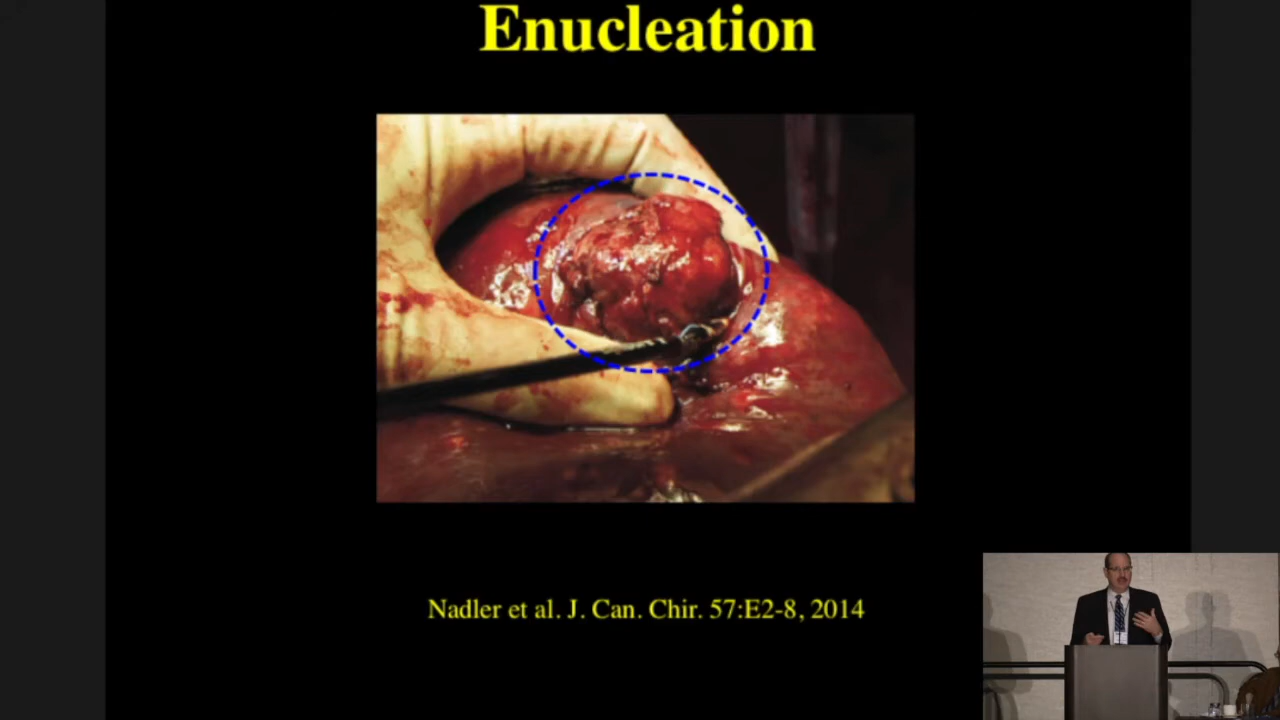 Enucleation
Nadler et al. J. Can. Chir. 57:E2-8, 2014